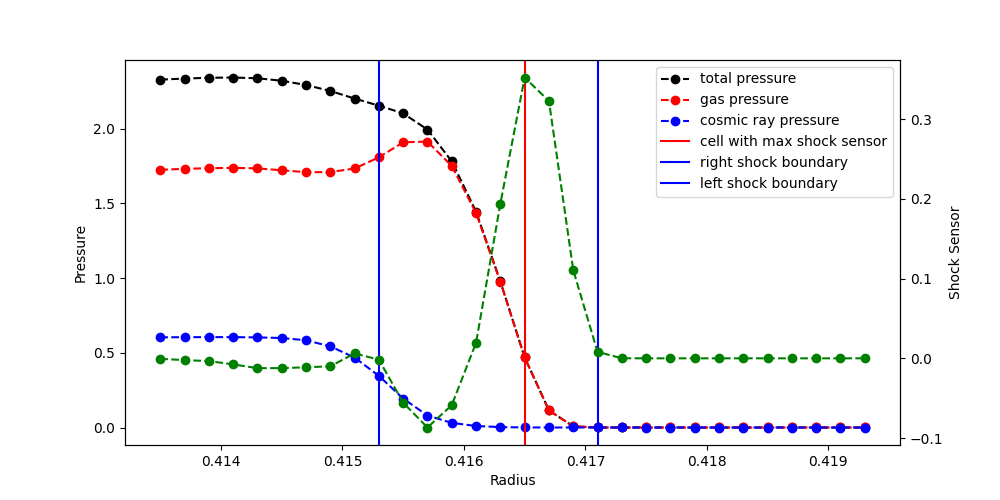 total pressure
gas pressure
cosmic ray pressure
cell with max shock sensor
right shock boundary
left shock boundary
2.0
1.5
1.0
0.5
0.0
Pressure
0.3
0.2
0.1
0.0
−0.1
Shock Sensor
0.414 0.415 0.416 0.417 0.418 0.419
Radius